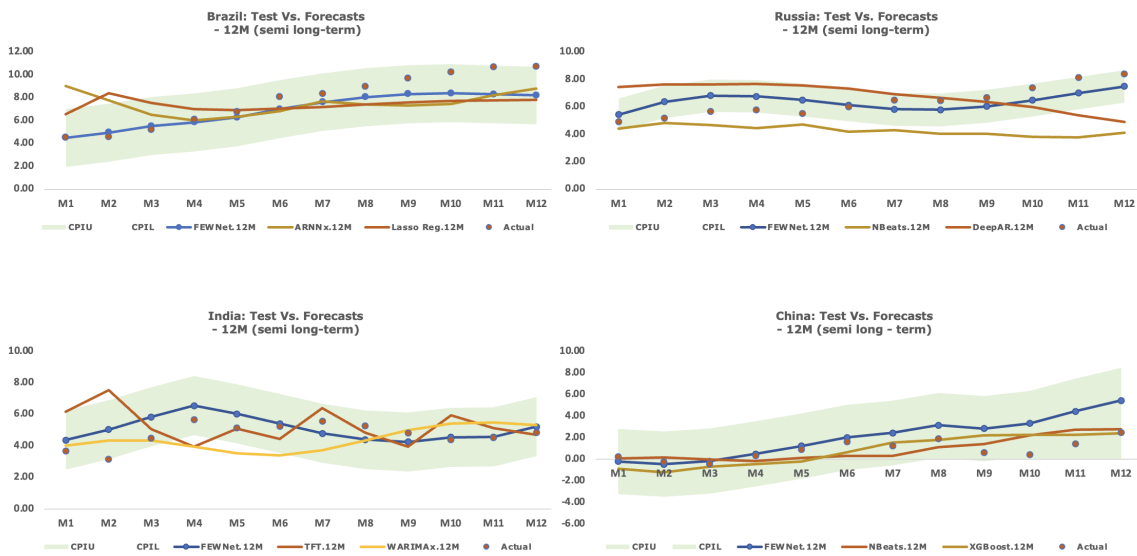 Brazil: Test Vs. Forecasts
- 12M (semi long-term)
12.00
10.00
8.00
6.00
4.00
2.00
0.00
M1 M2 M3 M4 M5 M6 M7 M8 M9 M10 M11 M12
CPIU CPIL FEWNet.12M ARNNx.12M Lasso Reg.12M Actual
Russia: Test Vs. Forecasts
- 12M (semi long-term)
10.00
8.00
6.00
4.00
2.00
0.00
M1 M2 M3 M4 M5 M6 M7 M8 M9 M10 M11 M12
CPIU CPIL FEWNet.12M NBeats.12M DeepAR.12M Actual
India: Test Vs. Forecasts
- 12M (semi long-term)
10.00
8.00
6.00
4.00
2.00
0.00
M1 M2 M3 M4 M5 M6 M7 M8 M9 M10 M11 M12
CPIU CPIL FEWNet.12M TFT.12M WARIMAx.12M Actual
China: Test Vs. Forecasts
- 12M (semi long - term)
10.00
8.00
6.00
4.00
2.00
0.00
-2.00
-4.00
-6.00
M1 M2 M3 M4 M5 M6 M7 M8 M9 M10 M11 M12
CPIU CPIL FEWNet.12M NBeats.12M XGBoost.12M Actual